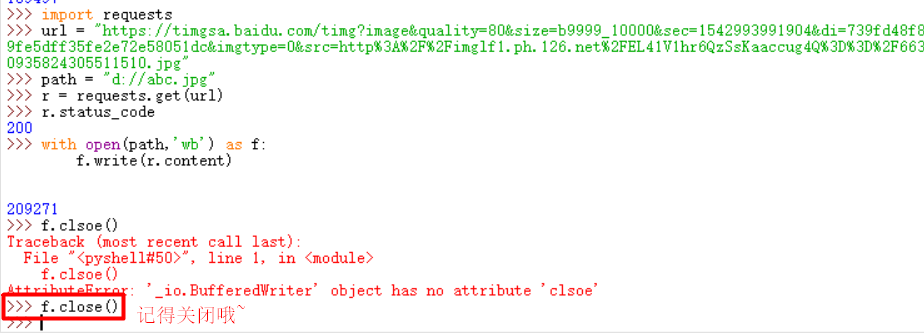 >>> import requests
>>> url = "https://timgsa.baidu.com/timg?image&quality=80&size=b9999_10000&sec=1542993991904&di=739fd48f8
9fe5dff35fe2e72e58051dc&imgtype=0&src=http%3A%2F%2Fimglf1.ph.126.net%2FEL41V1hr6QzSsKaaccug4Q%3D%3D%2F663
0935824305511510.jpg"
>>> path = "d://abc.jpg"
>>> r = requests.get(url)
>>> r.status_code
200
>>> with open(path,'wb') as f:
        f.write(r.content)
209271
>>> f.clsoe()
Traceback (most recent call last):
  File "<pyshell#50>", line 1, in <module>
    f.clsoe()
AttributeError: '_io.BufferedWriter' object has no attribute 'clsoe'
>>> f.close() 记得关闭哦~
>>>